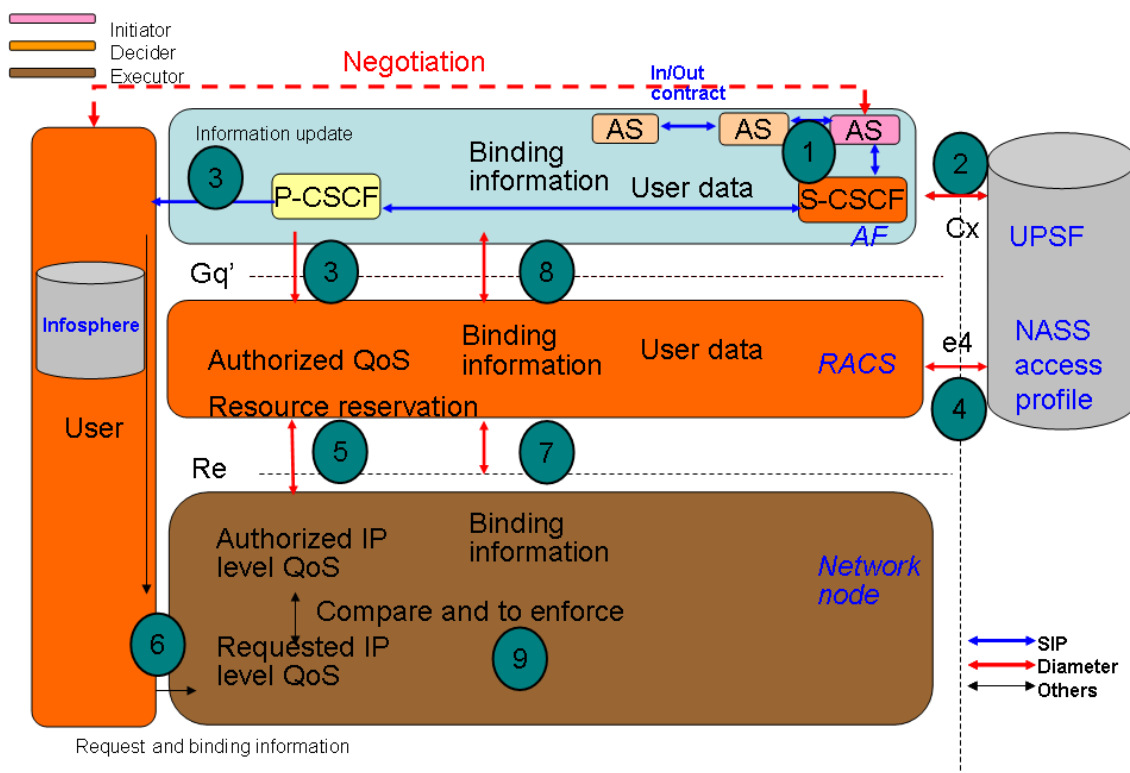 Initiator
Decider
Executor
Negotiation
In/Out
contract
Information update
AS
AS
AS
Binding
information
1
2
3
P-CSCF
User data
S-CSCF
AF
Cx
UPSF
Gq’
3
8
Infosphere
Authorized QoS
Binding
information
User data
RACS
e4
NASS
access
profile
Resource reservation
4
User
5
7
Re
Authorized IP
level QoS
Binding
information
Network
node
Compare and to enforce
6
Requested IP
level QoS
9
SIP
Diameter
Others
Request and binding information